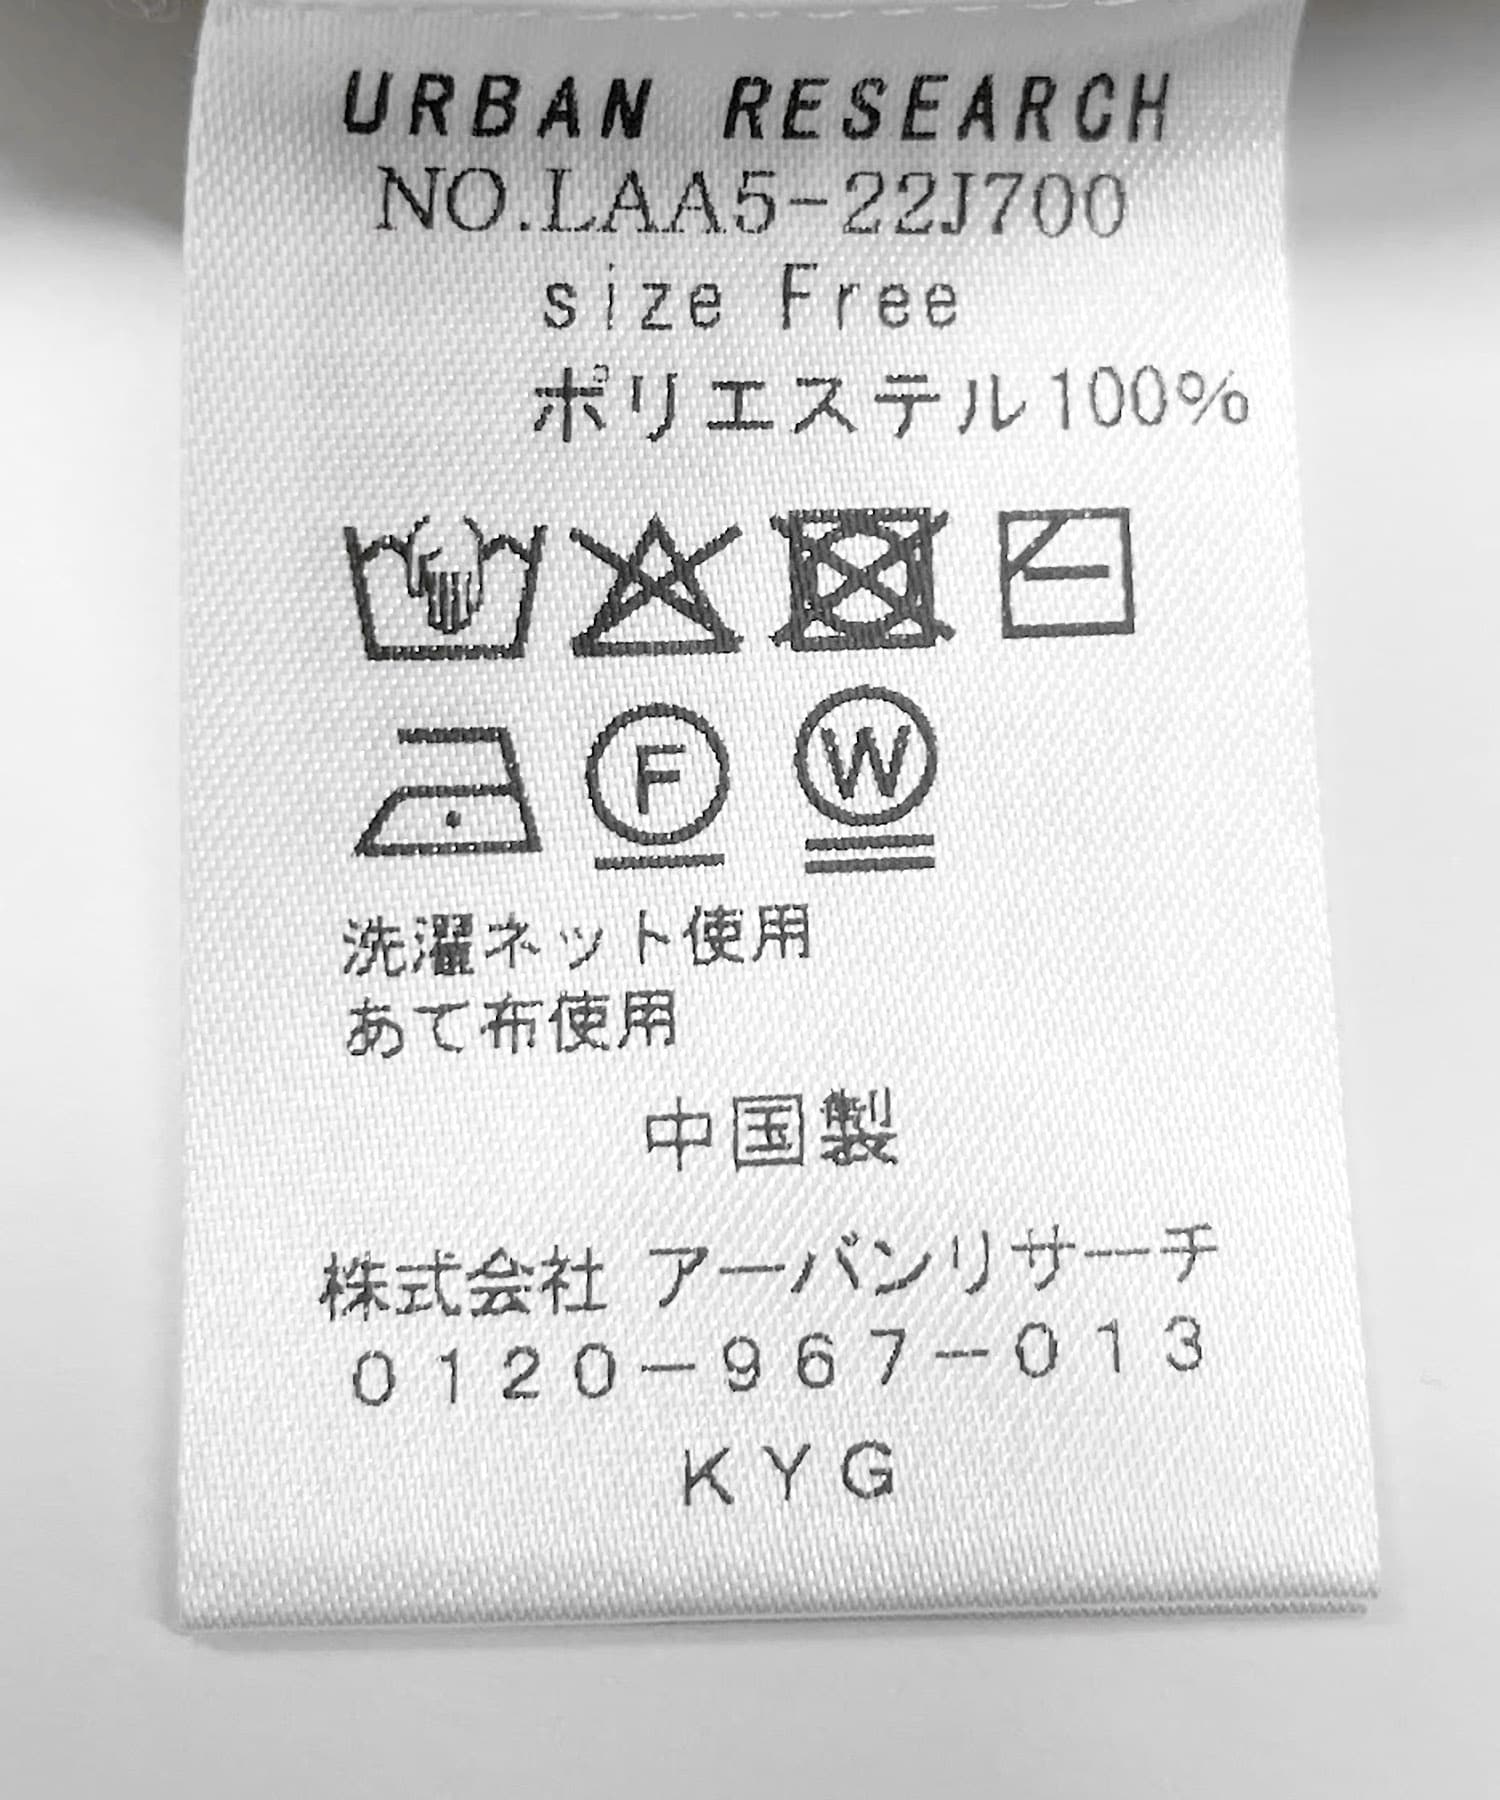 URBAN RESEARCH
NO.LAA5-22J700
size Free
ポリエステル100%
F W
洗濯ネット使用
あて布使用
中国製
株式会社 アーバンリサーチ
0120-967-013
KYG